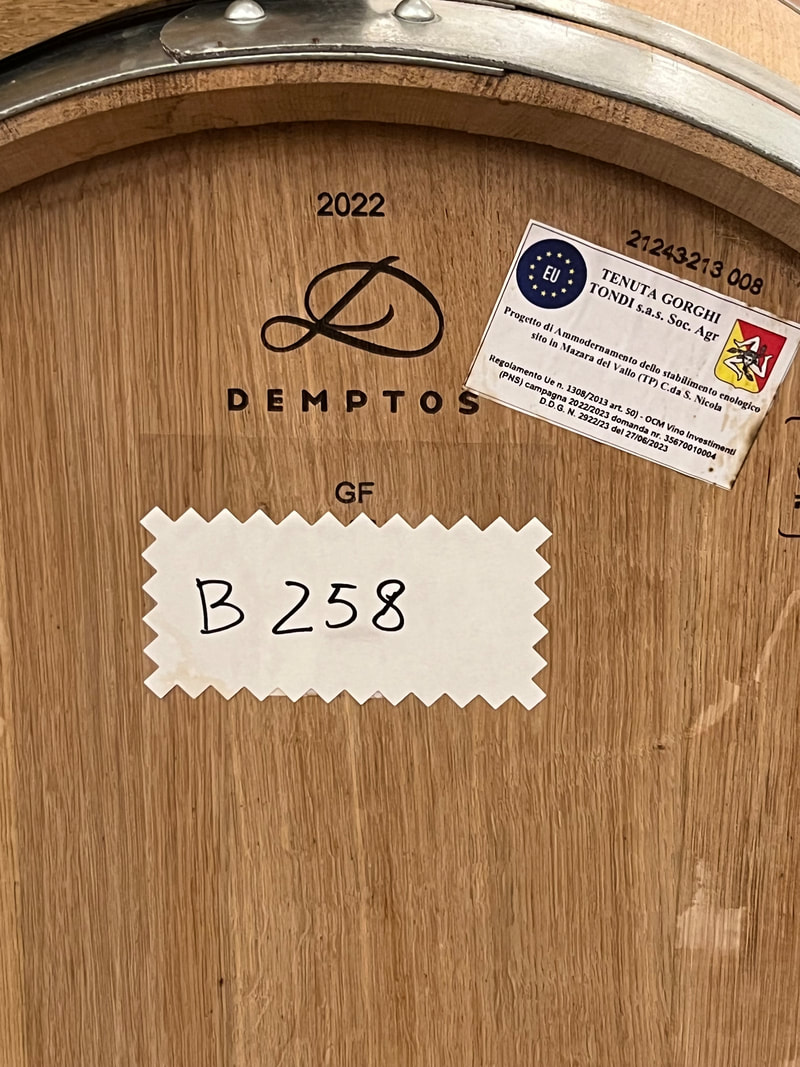 2022
21243213 008
DEMPTOS
EU
TENUTA GORGHI
TONDI s.a.s. Soc. Agr
Progetto di Ammodernamento dello stabilimento enologico
sito in Mazara del Vallo (TP) C.da S. Nicola
Regolamento Ue n. 1308/2013 art. 50) - OCM Vino Investimenti
(PNS) campagna 2022/2023 domanda nr. 35670010004
D.D.G. N. 2922/23 del 27/06/2023
GF
B 258